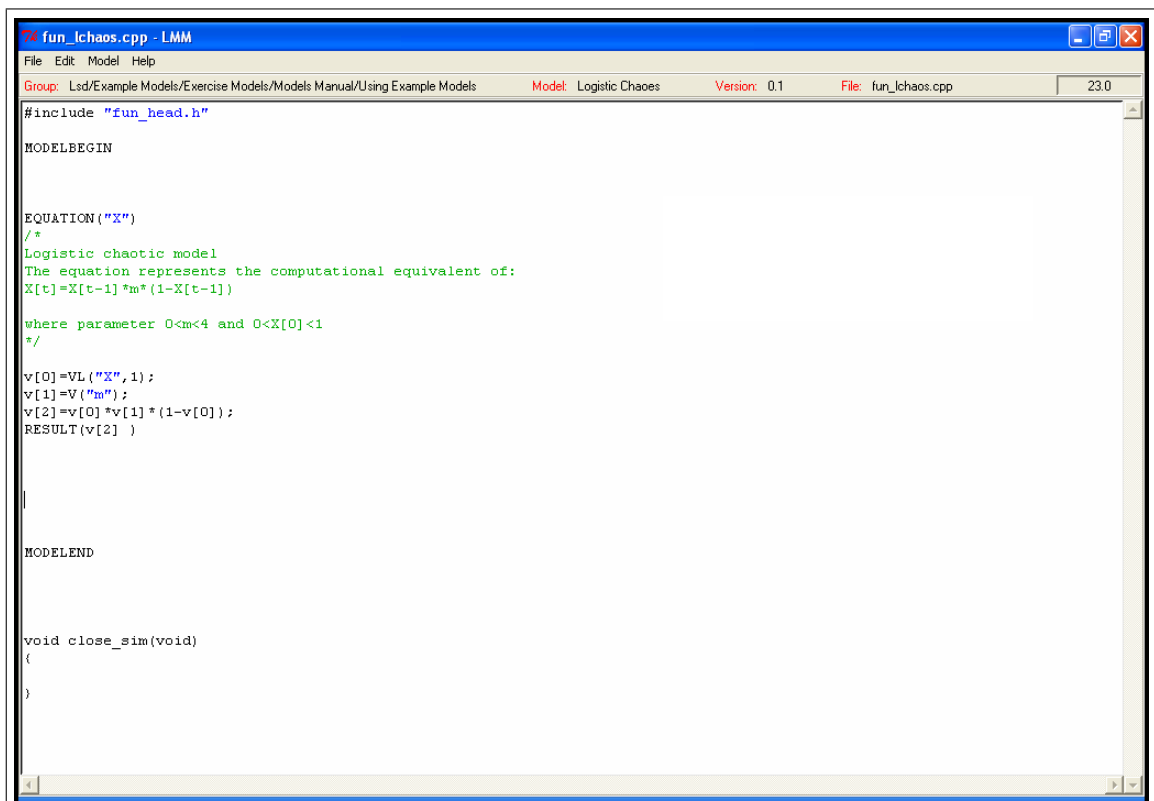 fun_lchaos.cpp - LMM
File Edit Model Help
Group: Lsd/Example Models/Exercise Models/Models Manual/Using Example Models Model: Logistic Chaoes Version: 0.1 File: fun_lchaos.cpp 23.0
#include "fun_head.h"
MODELBEGIN
EQUATION("X")
/*
Logistic chaotic model
The equation represents the computational equivalent of:
X[t]=X[t-1]*m*(1-X[t-1])
where parameter 0<m<4 and 0<X[0]<1
*/
v[0]=VL("X",1);
v[1]=V("m");
v[2]=v[0]*v[1]*(1-v[0]);
RESULT(v[2] )
MODELEND
void close_sim(void)
{
}